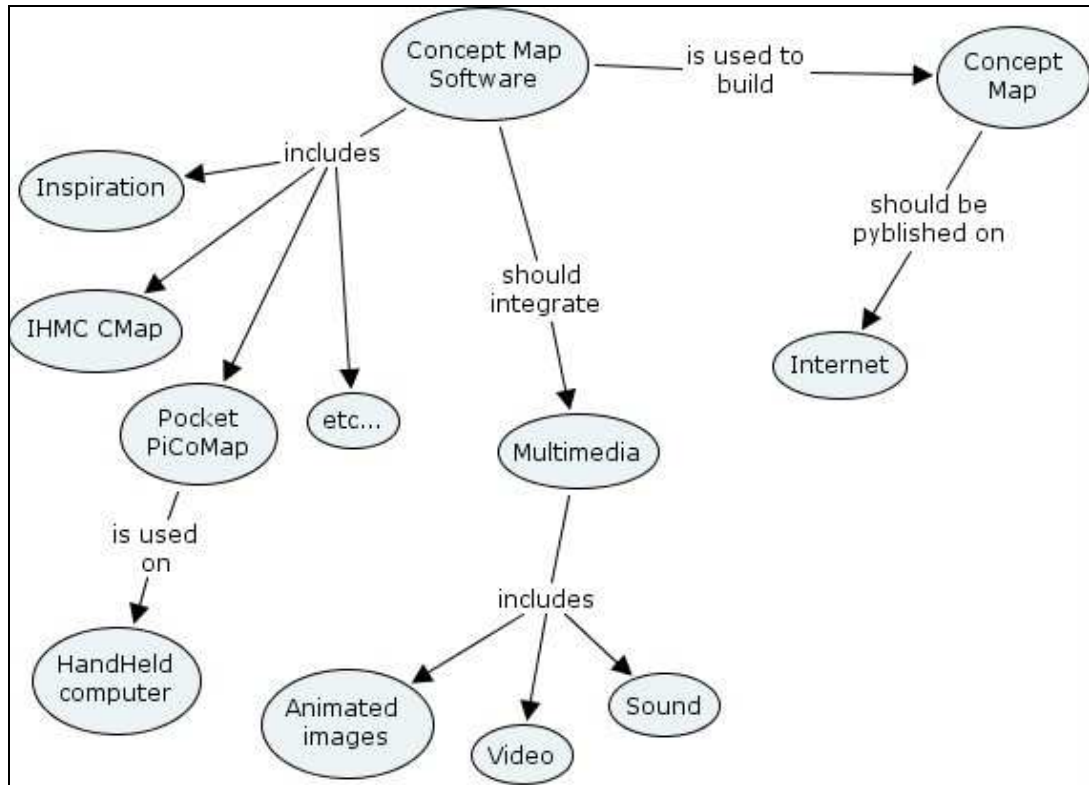 Concept Map
Software
is used to
build
Concept
Map
includes
Inspiration
should be
pyblished on
should
integrate
IHMC CMap
Internet
Pocket
PiCoMap
etc...
Multimedia
is used
on
includes
HandHeld
computer
Animated
images
Video
Sound